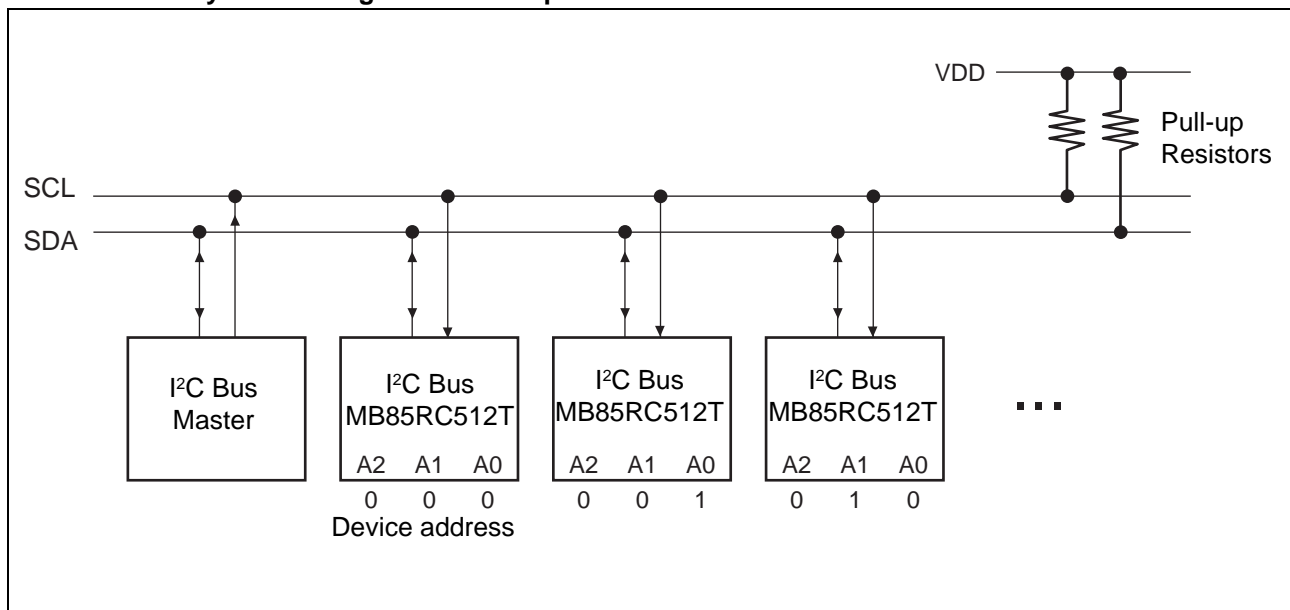 VDD
Pull-up
Resistors
SCL
SDA
I²C Bus
Master
I²C Bus
MB85RC512T
A2 A1 A0
0 0 0
Device address
I²C Bus
MB85RC512T
A2 A1 A0
0 0 1
I²C Bus
MB85RC512T
A2 A1 A0
0 1 0
...